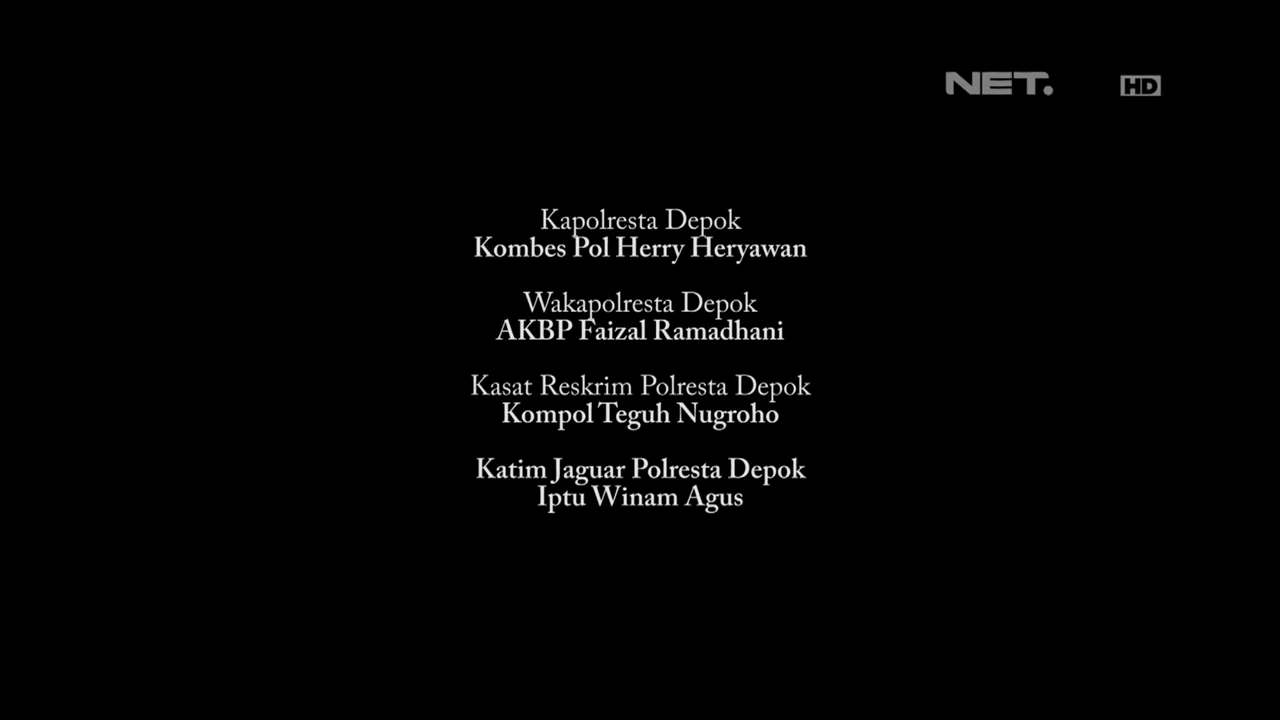 NET.
HD
Kapolresta Depok
Kombes Pol Herry Heryawan
Wakapolresta Depok
AKBP Faizal Ramadhani
Kasat Reskrim Polresta Depok
Kompol Teguh Nugroho
Katim Jaguar Polresta Depok
Iptu Winam Agus